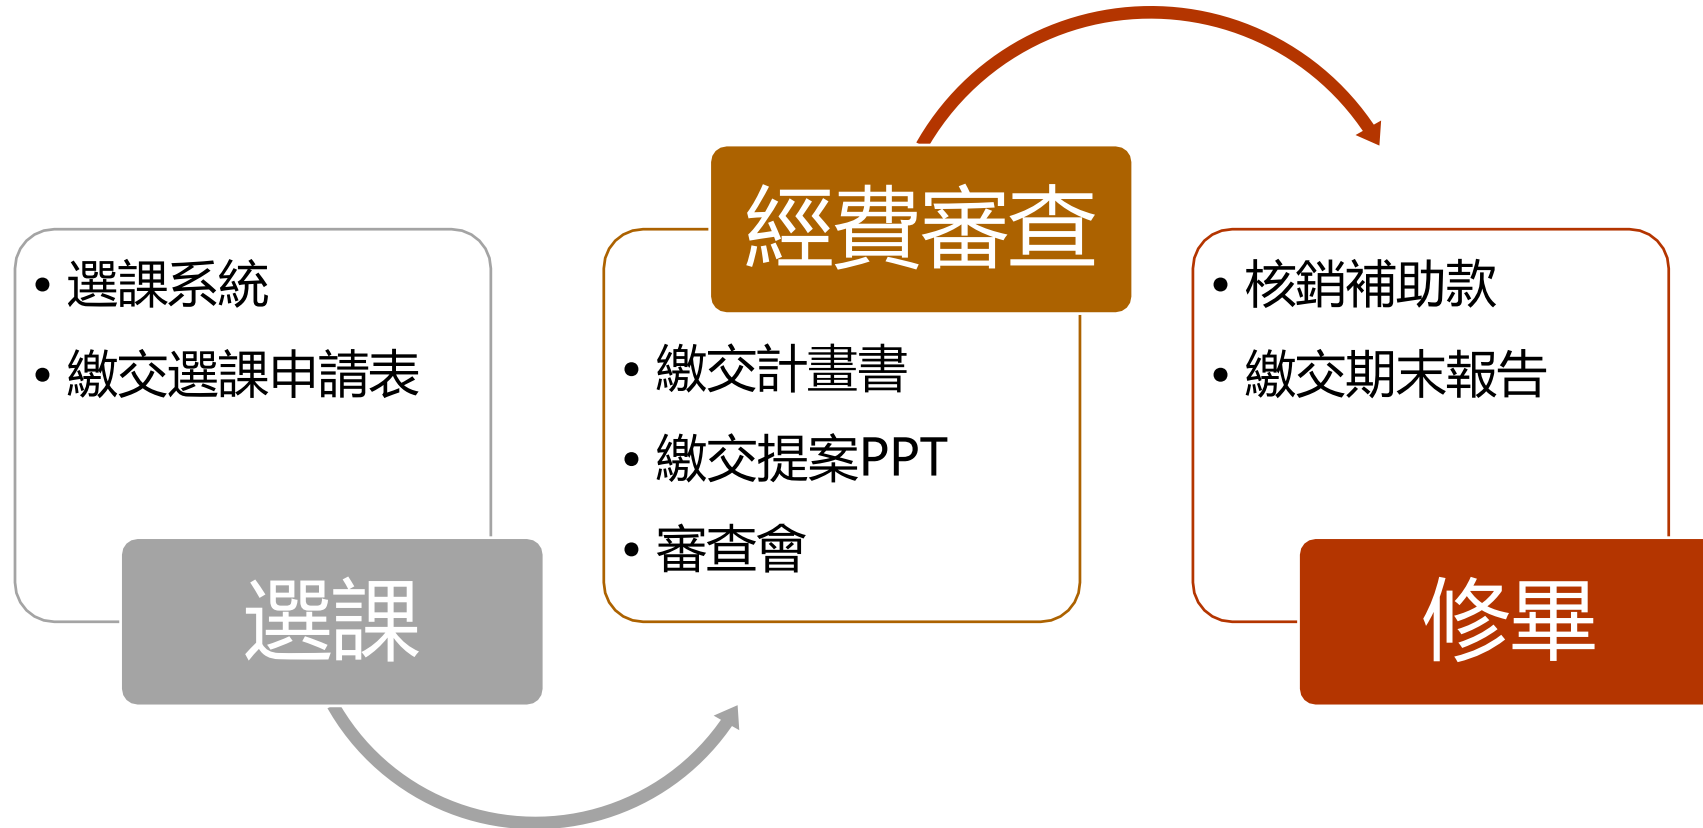 選課系統
繳交選課申請表
選課
經費審查
繳交計畫書
繳交提案PPT
審查會
核銷補助款
繳交期末報告
修畢